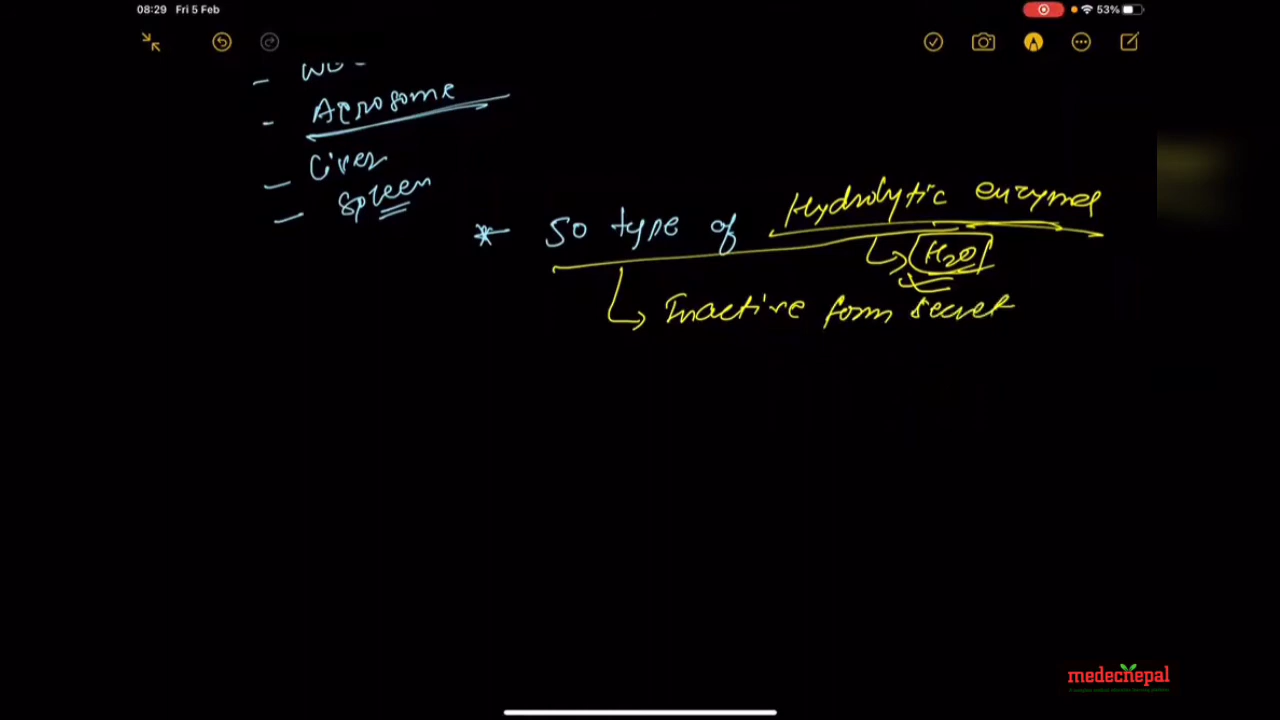 08:29 Fri 5 Feb
53%
- Acrosome
- Liver
- Spleen
* 50 type of Hydrolytic enzymes
↳ [H₂O]
↳ Inactive form secret
medecnepal